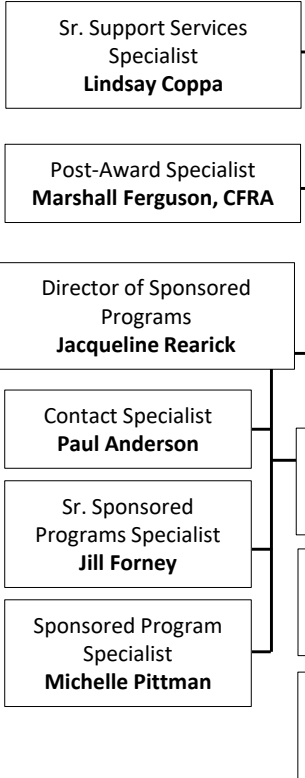 Sr. Support Services
Specialist
Lindsay Coppa
Post-Award Specialist
Marshall Ferguson, CFRA
Director of Sponsored
Programs
Jacqueline Rearick
Contact Specialist
Paul Anderson
Sr. Sponsored
Programs Specialist
Jill Forney
Sponsored Program
Specialist
Michelle Pittman